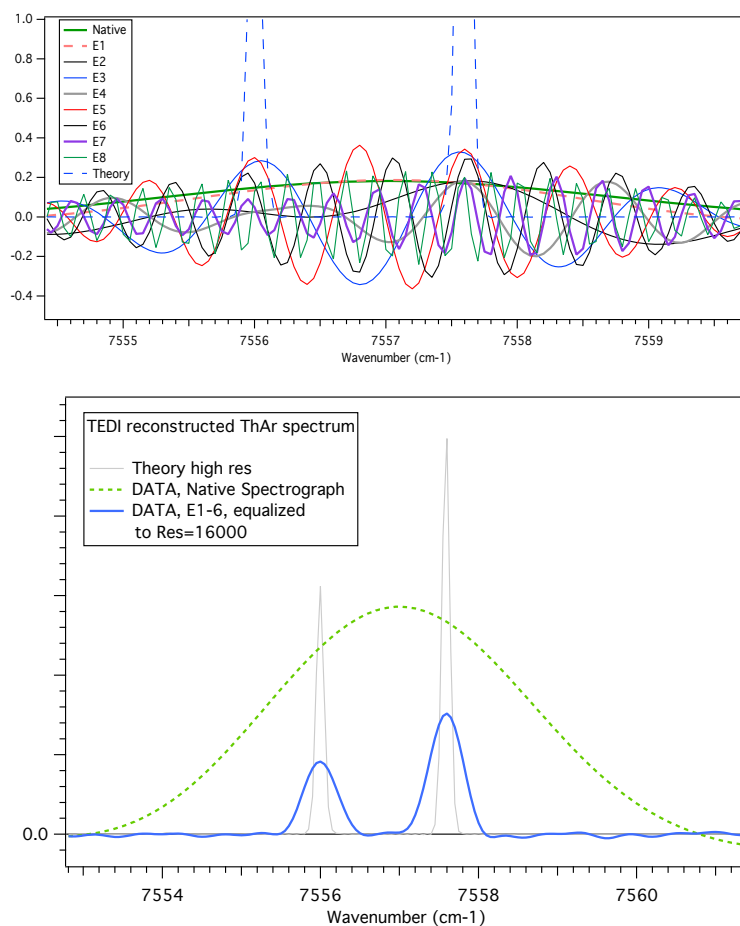 1.0
0.8
0.6
0.4
0.2
0.0
-0.2
-0.4
Native
E1
E2
E3
E4
E5
E6
E7
E8
Theory
7555
7556
7557
7558
7559
Wavenumber (cm-1)
TEDI reconstructed ThAr spectrum
Theory high res
DATA, Native Spectrograph
DATA, E1-6, equalized
to Res=16000
0.0
7554
7556
7558
7560
Wavenumber (cm-1)